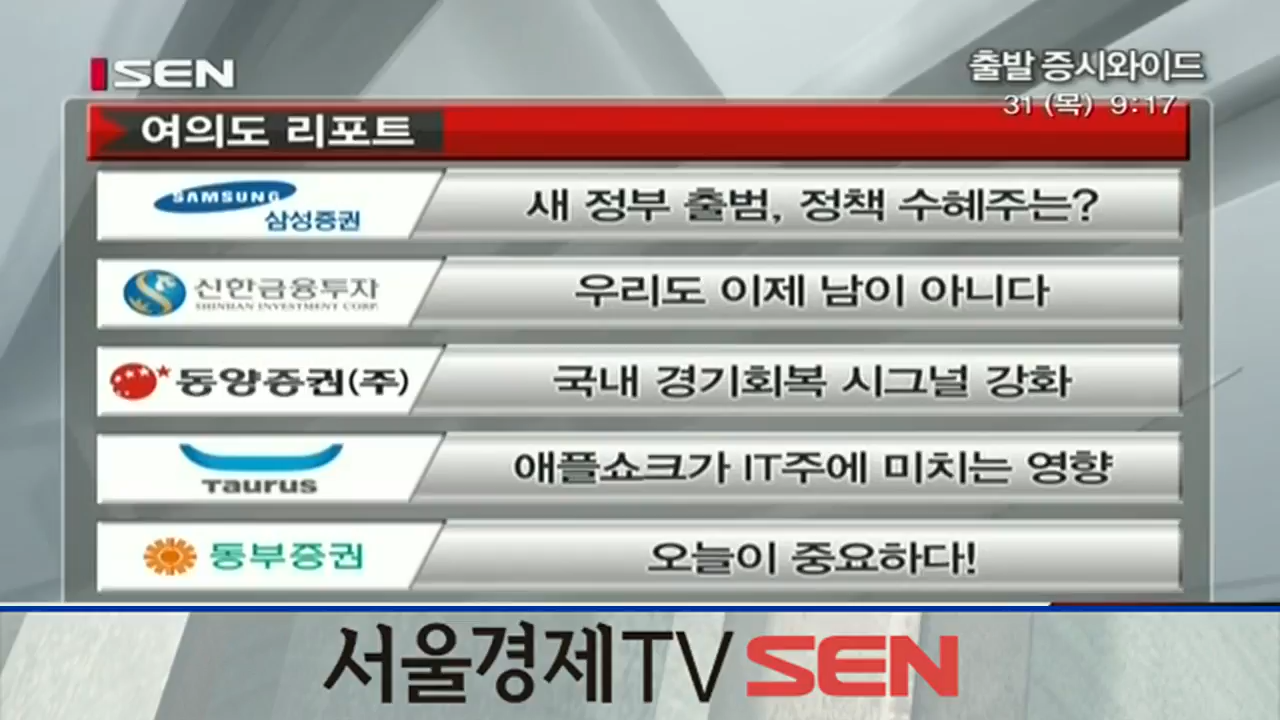 SEN
출발 증시와이드
31 (목) 9:17
여의도 리포트
SAMSUNG
삼성증권
새 정부 출범, 정책 수혜주는?
신한금융투자
SHINHAN INVESTMENT CORP.
우리도 이제 남이 아니다
동양증권(주)
국내 경기회복 시그널 강화
Taurus
애플쇼크가 IT주에 미치는 영향
동부증권
오늘이 중요하다!
서울경제TV SEN